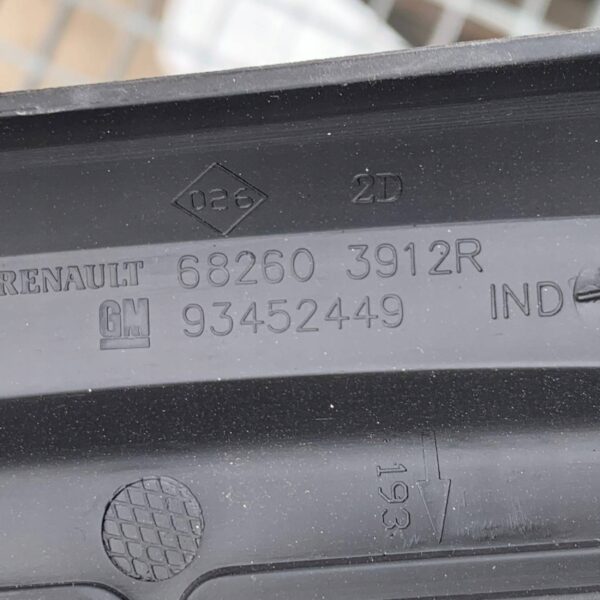 026 2D
RENAULT 68260 3912R
GM 93452449 IND
193